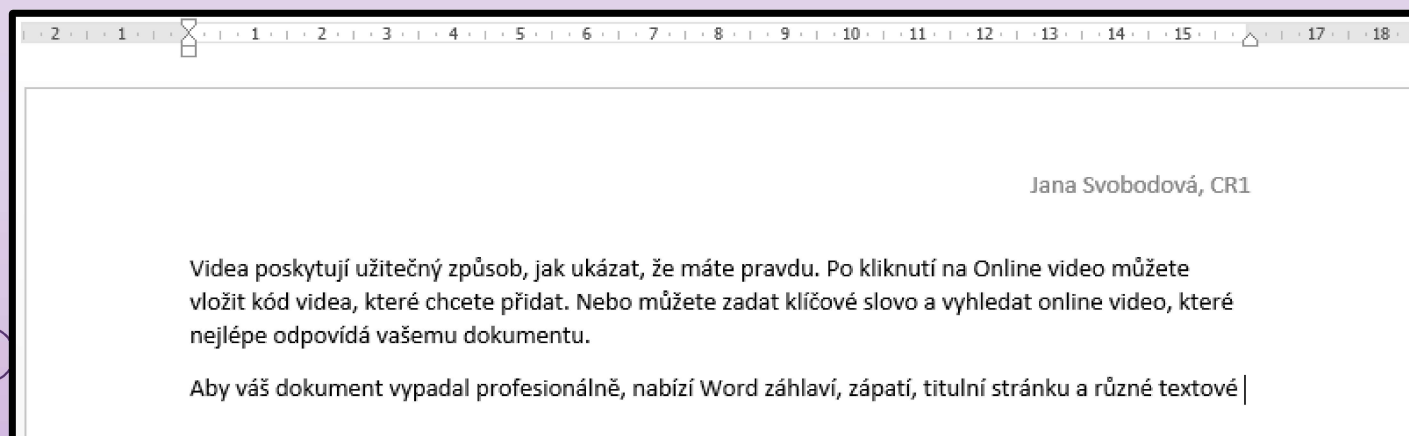 2 1 1 2 3 4 5 6 7 8 9 10 11 12 13 14 15 17 18
Jana Svobodová, CR1
Videa poskytují užitečný způsob, jak ukázat, že máte pravdu. Po kliknutí na Online video můžete
vložit kód videa, které chcete přidat. Nebo můžete zadat klíčové slovo a vyhledat online video, které
nejlépe odpovídá vašemu dokumentu.
Aby váš dokument vypadal profesionálně, nabízí Word záhlaví, zápatí, titulní stránku a různé textové